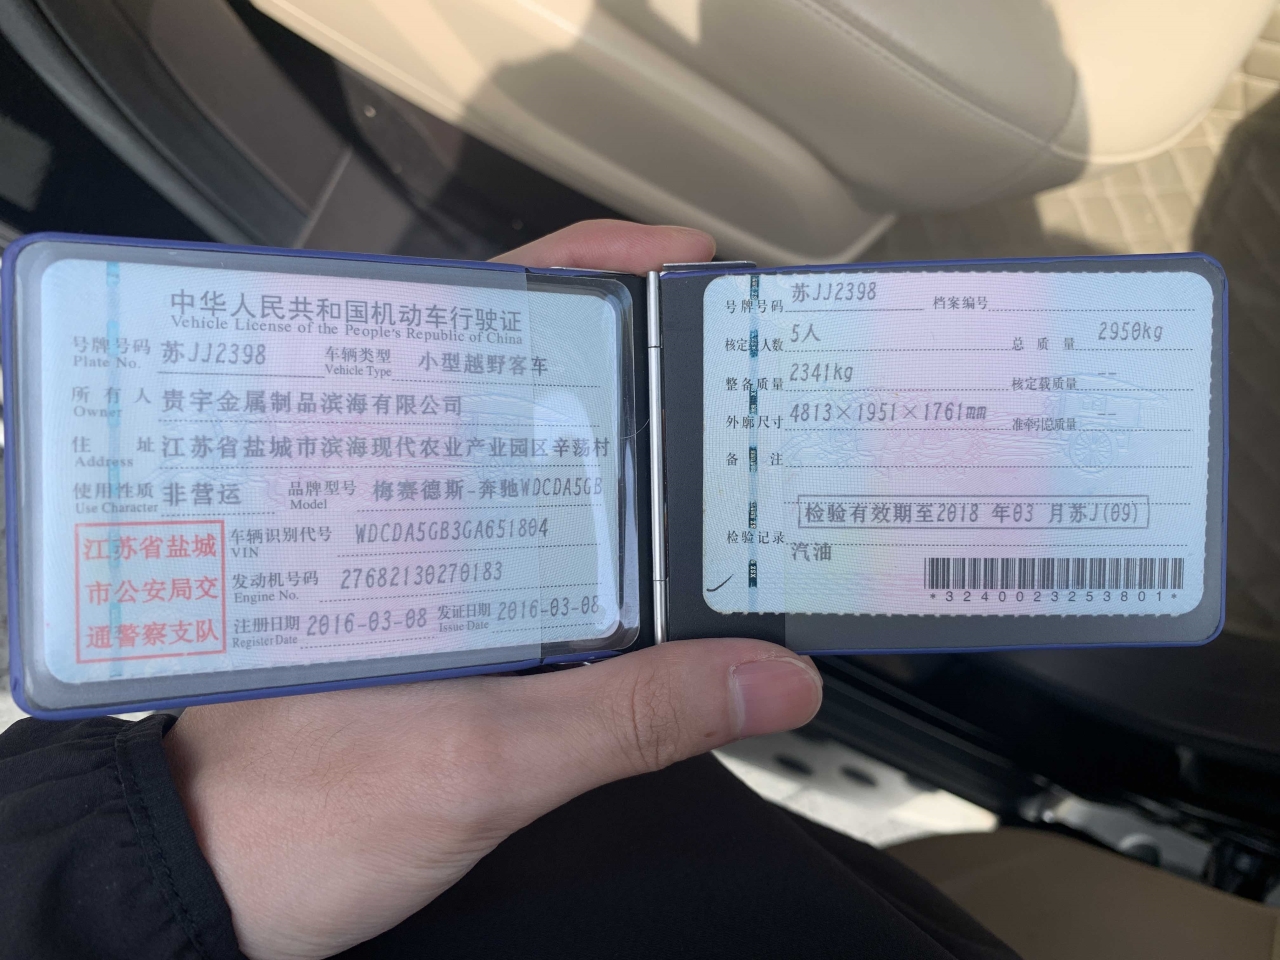 中华人民共和国机动车行驶证
Vehicle License of the People's Republic of China
号牌号码 苏JJ2398 车辆类型 小型越野客车
Plate No. Vehicle Type
所有人 贵宇金属制品滨海有限公司
Owner
住址 江苏省盐城市滨海现代农业产业园区辛荡村
Address
使用性质 非营运 品牌型号 梅赛德斯-奔驰WDCDA5GB
Use Character Model
江苏省盐城
市公安局交
通警察支队
车辆识别代号 WDCDA5GB3GA651804
VIN
发动机号码 27682130270183
Engine No.
注册日期 2016-03-08 发证日期 2016-03-08
Register Date Issue Date
号牌号码 苏JJ2398 档案编号
核定人数 5人 总质量 2950kg
整备质量 2341kg 核定载质量 --
外廓尺寸 4813×1951×1761mm 准牵引总质量 --
备注
检验有效期至2018 年03 月苏J(09)
检验记录
汽油
*3240023253801*